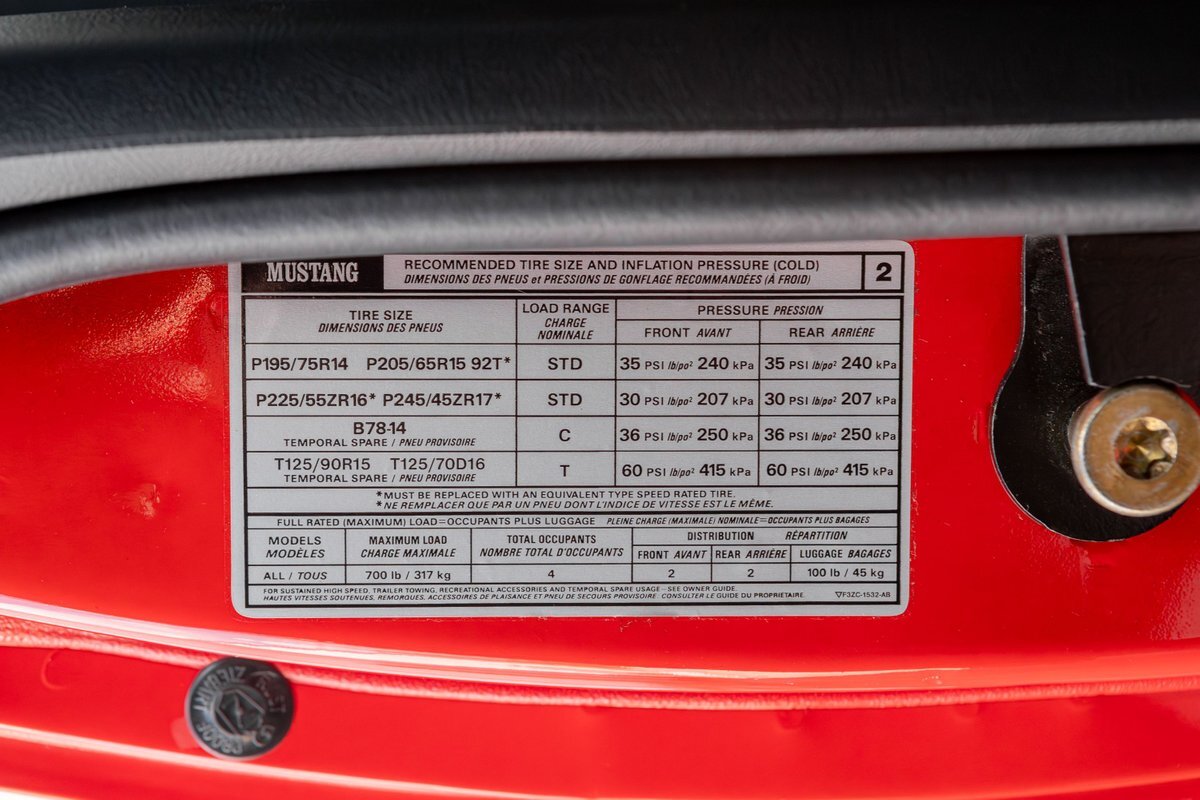 MUSTANG
RECOMMENDED TIRE SIZE AND INFLATION PRESSURE (COLD)
DIMENSIONS DES PNEUS et PRESSIONS DE GONFLAGE RECOMMANDÉES (À FROID)
2
TIRE SIZE
DIMENSIONS DES PNEUS
LOAD RANGE
CHARGE
NOMINALE
PRESSURE PRESSION
FRONT AVANT
REAR ARRIÈRE
P195/75R14 P205/65R15 92T* STD 35 PSI lb/po² 240 kPa 35 PSI lb/po² 240 kPa
P225/55ZR16* P245/45ZR17* STD 30 PSI lb/po² 207 kPa 30 PSI lb/po² 207 kPa
B78-14
TEMPORAL SPARE / PNEU PROVISOIRE
C 36 PSI lb/po² 250 kPa 36 PSI lb/po² 250 kPa
T125/90R15 T125/70D16
TEMPORAL SPARE / PNEU PROVISOIRE
T 60 PSI lb/po² 415 kPa 60 PSI lb/po² 415 kPa
*MUST BE REPLACED WITH AN EQUIVALENT TYPE SPEED RATED TIRE.
*NE REMPLACER QUE PAR UN PNEU DONT L'INDICE DE VITESSE EST LE MÊME.
FULL RATED (MAXIMUM) LOAD=OCCUPANTS PLUS LUGGAGE PLEINE CHARGE (MAXIMALE) NOMINALE=OCCUPANTS PLUS BAGAGES
MODELS
MODÈLES
MAXIMUM LOAD
CHARGE MAXIMALE
TOTAL OCCUPANTS
NOMBRE TOTAL D'OCCUPANTS
DISTRIBUTION RÉPARTITION
FRONT AVANT REAR ARRIÈRE LUGGAGE BAGAGES
ALL / TOUS 700 lb / 317 kg 4 2 2 100 lb / 45 kg
FOR SUSTAINED HIGH SPEED, TRAILER TOWING, RECREATIONAL ACCESSORIES AND TEMPORAL SPARE USAGE—SEE OWNER GUIDE.
HAUTES VITESSES SOUTENUES, REMORQUES, ACCESSOIRES DE PLAISANCE ET PNEU DE SECOURS PROVISOIRE : CONSULTER LE GUIDE DU PROPRIETAIRE.
▽F3ZC-1532-AB
ZIEBART